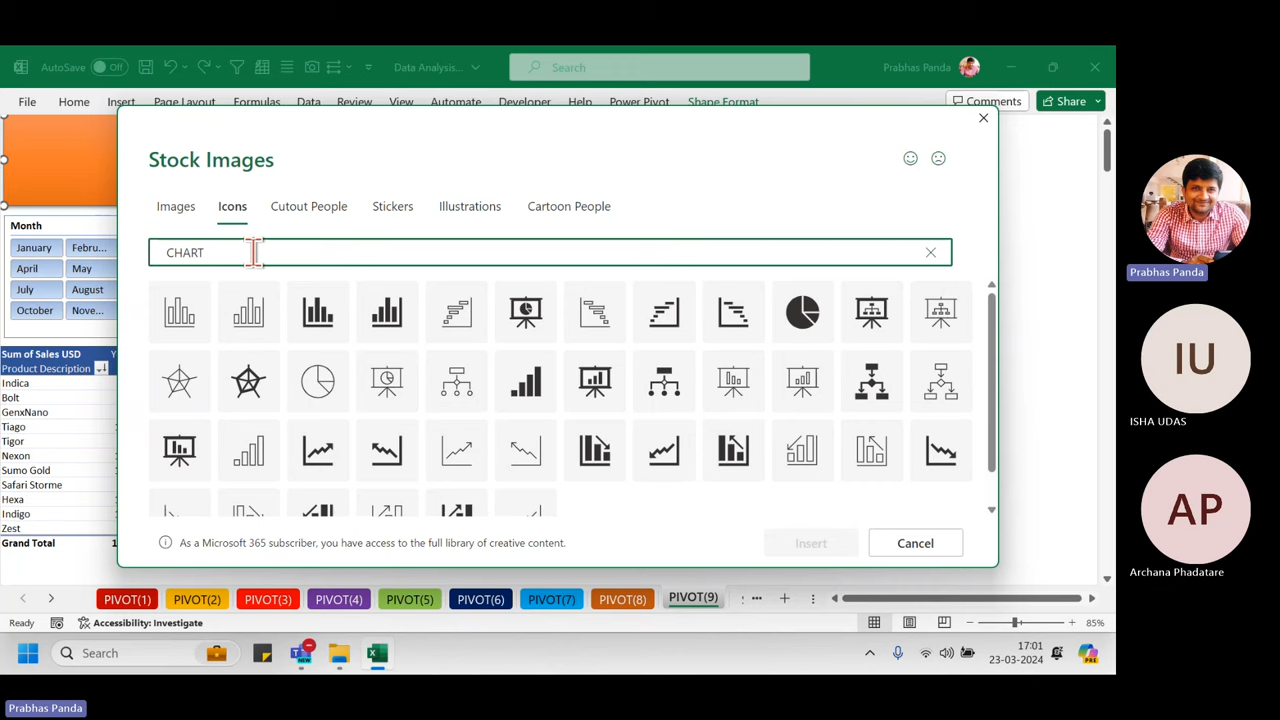 AutoSave Off Data Analysis... Search Prabhas Panda
File Home Insert Page Layout Formulas Data Review View Automate Developer Help Power Pivot Shape Format Comments Share
Stock Images
Images Icons Cutout People Stickers Illustrations Cartoon People
CHART
Month
January Febru...
April May
July August
October Nove...
Sum of Sales USD
Product Description
Indica
Bolt
GenxNano
Tiago
Tigor
Nexon
Sumo Gold
Safari Storme
Hexa
Indigo
Zest
Grand Total
As a Microsoft 365 subscriber, you have access to the full library of creative content.
Insert Cancel
PIVOT(1) PIVOT(2) PIVOT(3) PIVOT(4) PIVOT(5) PIVOT(6) PIVOT(7) PIVOT(8) PIVOT(9) ...
Ready Accessibility: Investigate 85%
Search NEW 17:01
23-03-2024 PRE
Prabhas Panda
IU
ISHA UDAS
AP
Archana Phadatare
Prabhas Panda